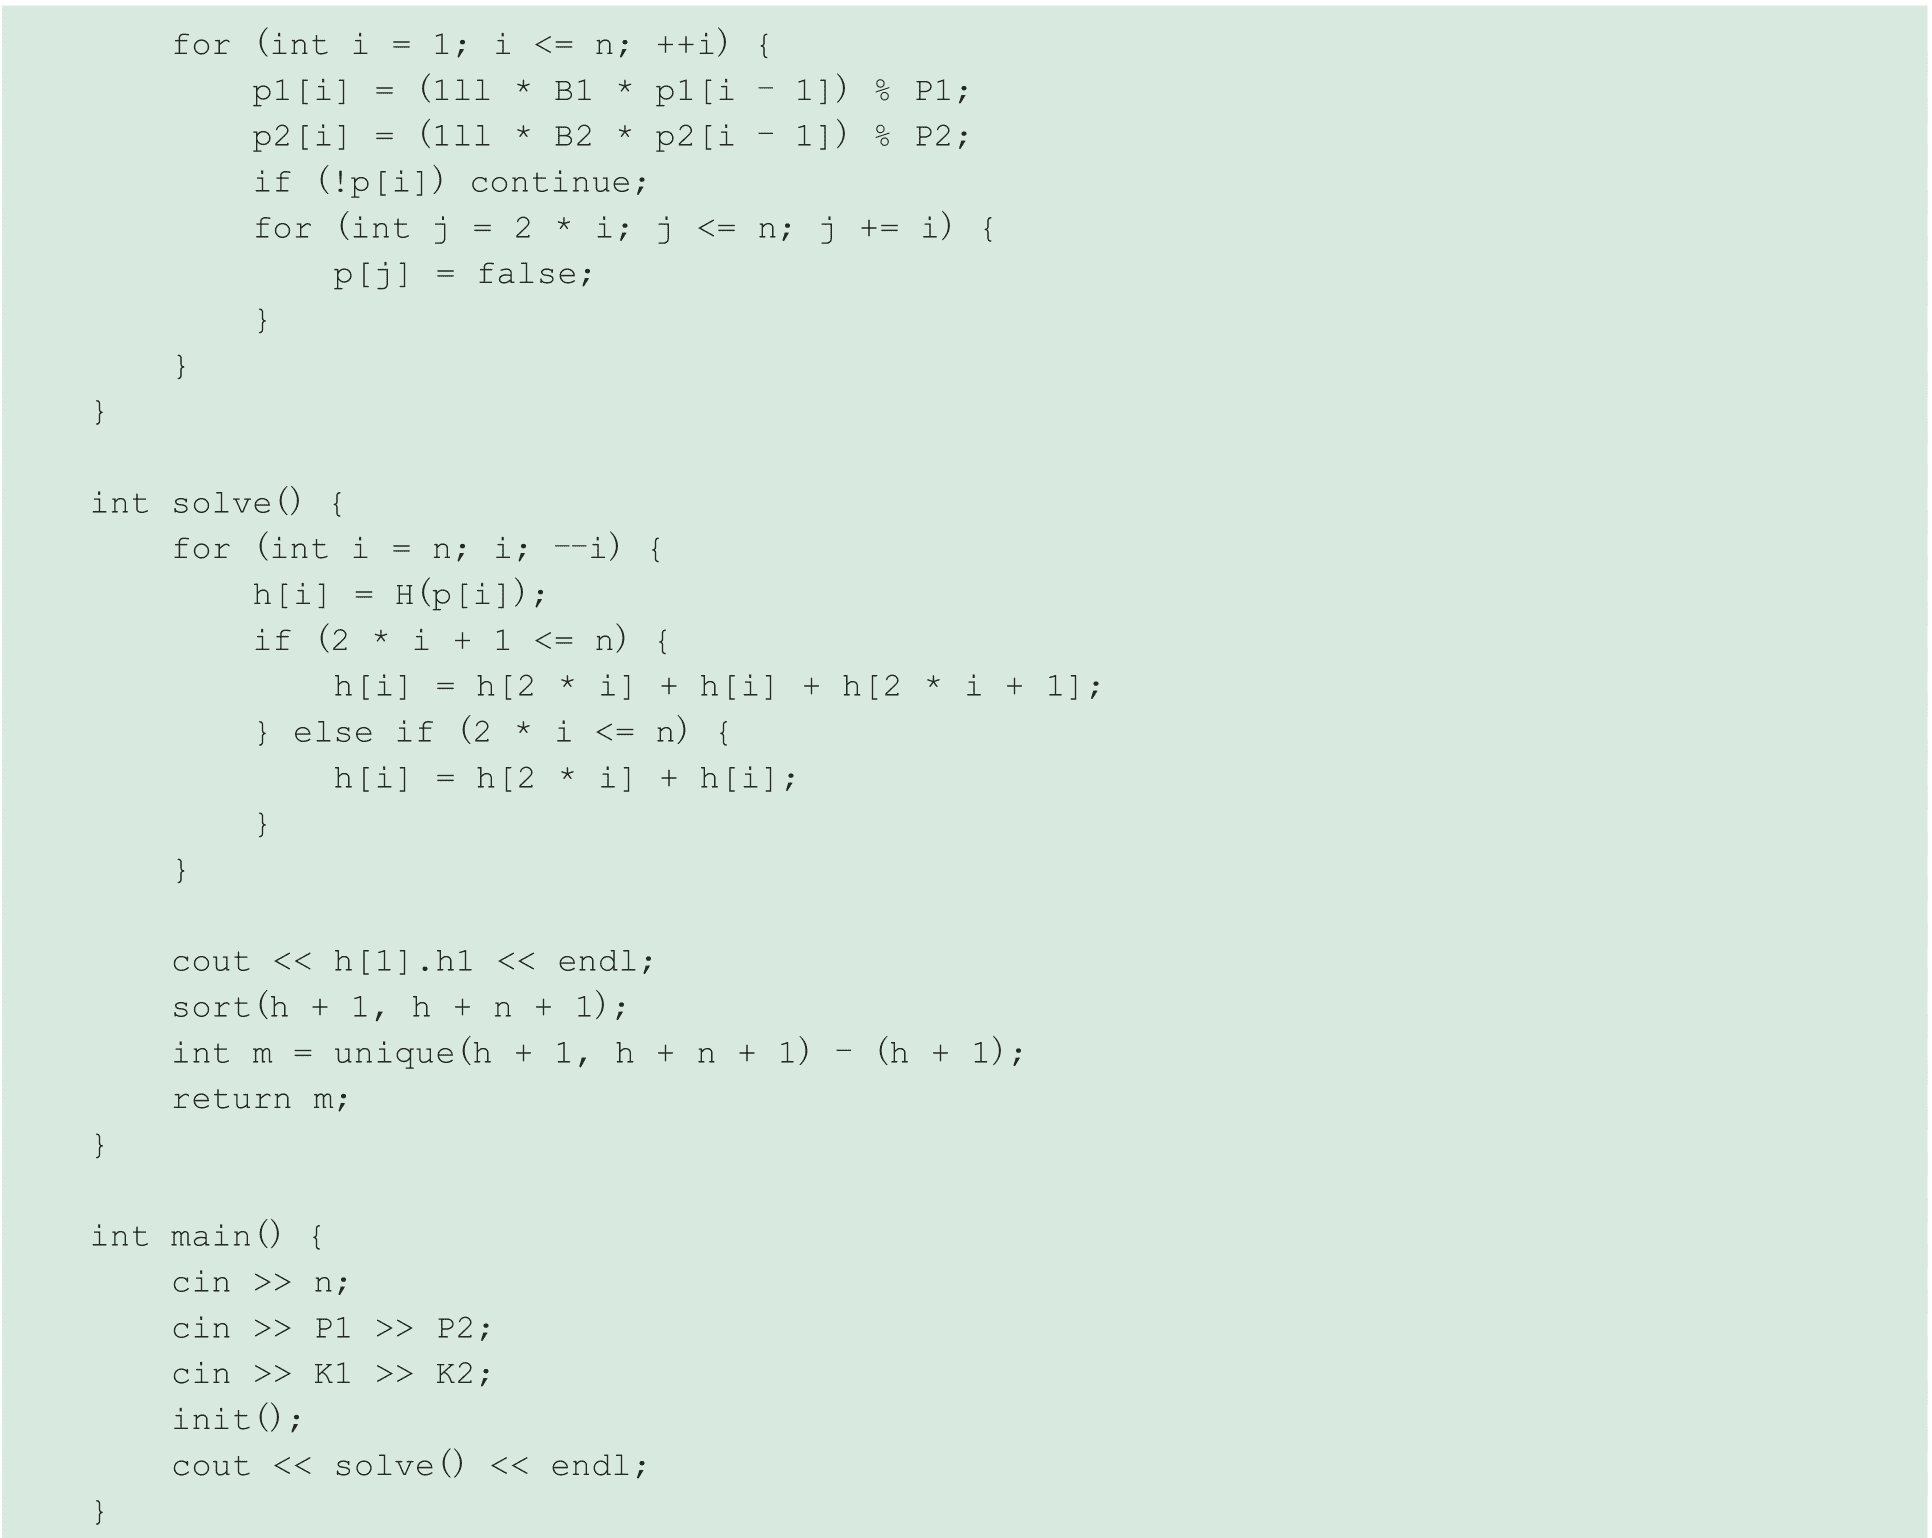 for (int i = 1; i <= n; ++i) {
p1[i] = (1ll * B1 * p1[i - 1]) % P1;
p2[i] = (1ll * B2 * p2[i - 1]) % P2;
if (!p[i]) continue;
for (int j = 2 * i; j <= n; j += i) {
p[j] = false;
}
}
}
int solve() {
for (int i = n; i; --i) {
h[i] = H(p[i]);
if (2 * i + 1 <= n) {
h[i] = h[2 * i] + h[i] + h[2 * i + 1];
} else if (2 * i <= n) {
h[i] = h[2 * i] + h[i];
}
}
cout << h[1].h1 << endl;
sort(h + 1, h + n + 1);
int m = unique(h + 1, h + n + 1) - (h + 1);
return m;
}
int main() {
cin >> n;
cin >> P1 >> P2;
cin >> K1 >> K2;
init();
cout << solve() << endl;
}